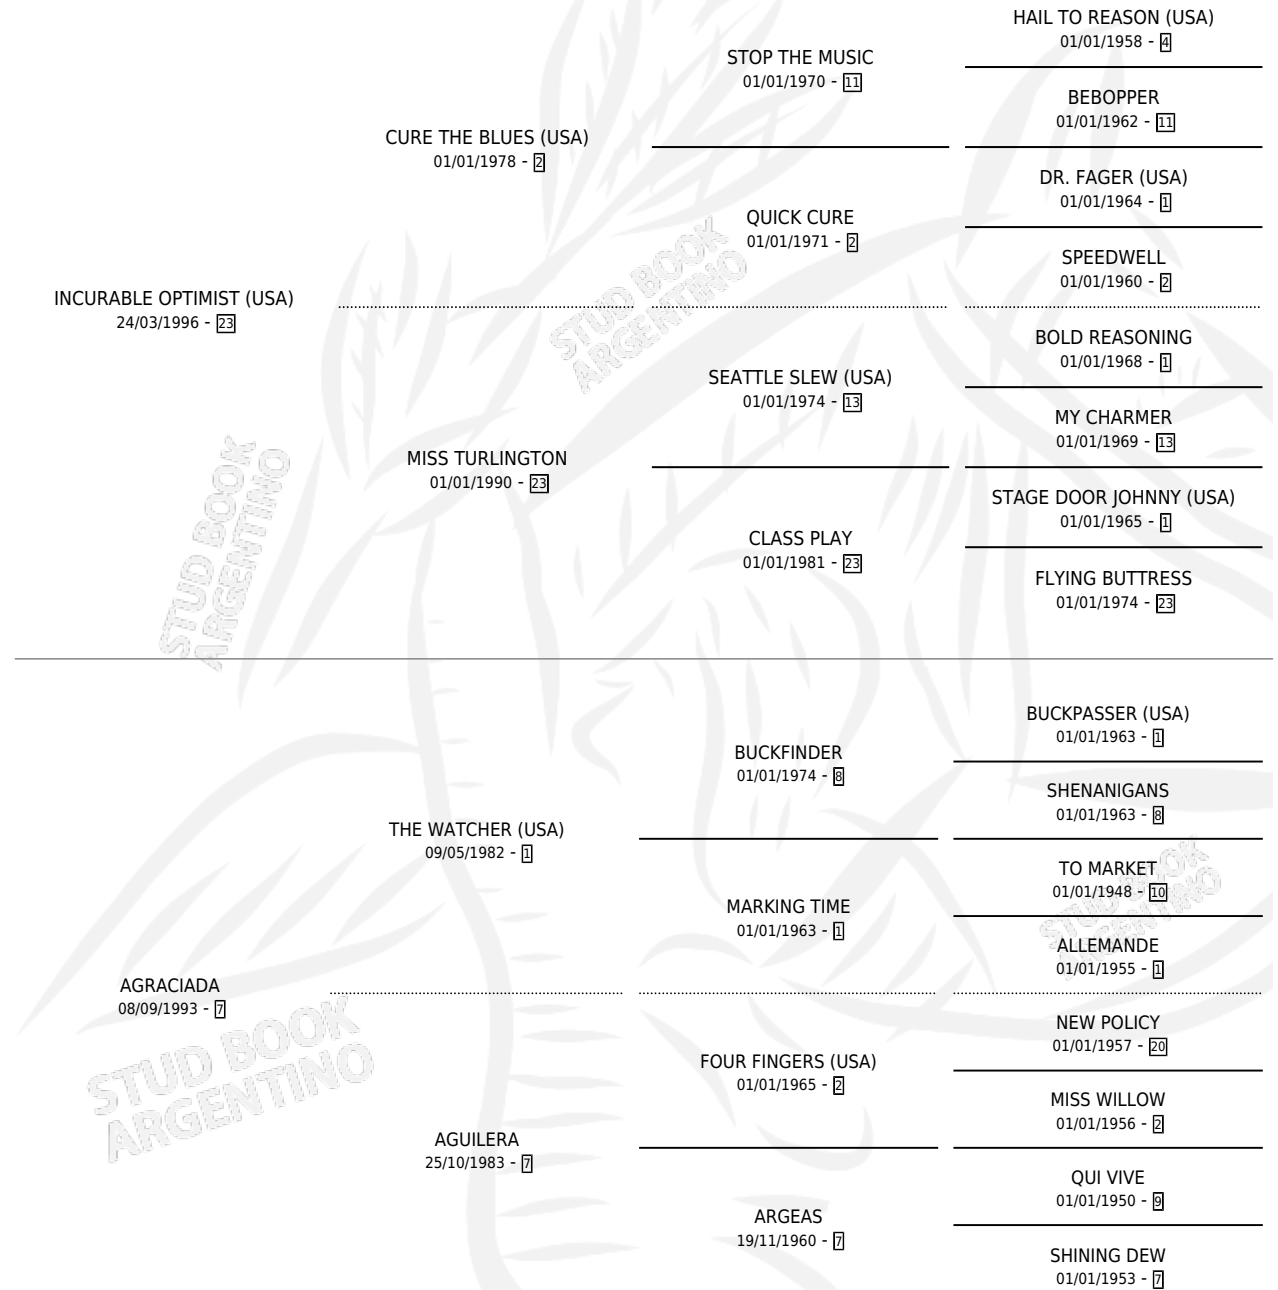 HAIL TO REASON (USA)
01/01/1958 - 4
STOP THE MUSIC
01/01/1970 - 11
BEBOPPER
01/01/1962 - 11
CURE THE BLUES (USA)
01/01/1978 - 2
DR. FAGER (USA)
01/01/1964 - 1
QUICK CURE
01/01/1971 - 2
SPEEDWELL
01/01/1960 - 2
INCURABLE OPTIMIST (USA)
24/03/1996 - 23
STUD BOOK
ARGENTINO
BOLD REASONING
01/01/1968 - 1
SEATTLE SLEW (USA)
01/01/1974 - 13
MY CHARMER
01/01/1969 - 13
MISS TURLINGTON
01/01/1990 - 23
STAGE DOOR JOHNNY (USA)
01/01/1965 - 1
CLASS PLAY
01/01/1981 - 23
FLYING BUTTRESS
01/01/1974 - 23
STUD BOOK
ARGENTINO
BUCKPASSER (USA)
01/01/1963 - 1
BUCKFINDER
01/01/1974 - 8
SHENANIGANS
01/01/1963 - 8
THE WATCHER (USA)
09/05/1982 - 1
TO MARKET
01/01/1948 - 10
MARKING TIME
01/01/1963 - 1
STUD BOOK
ARGENTINO
ALLEMANDE
01/01/1955 - 1
AGRACIADA
08/09/1993 - 7
NEW POLICY
01/01/1957 - 20
FOUR FINGERS (USA)
01/01/1965 - 2
STUD BOOK
ARGENTINO
MISS WILLOW
01/01/1956 - 2
AGUILERA
25/10/1983 - 7
QUI VIVE
01/01/1950 - 9
ARGEAS
19/11/1960 - 7
SHINING DEW
01/01/1953 - 7